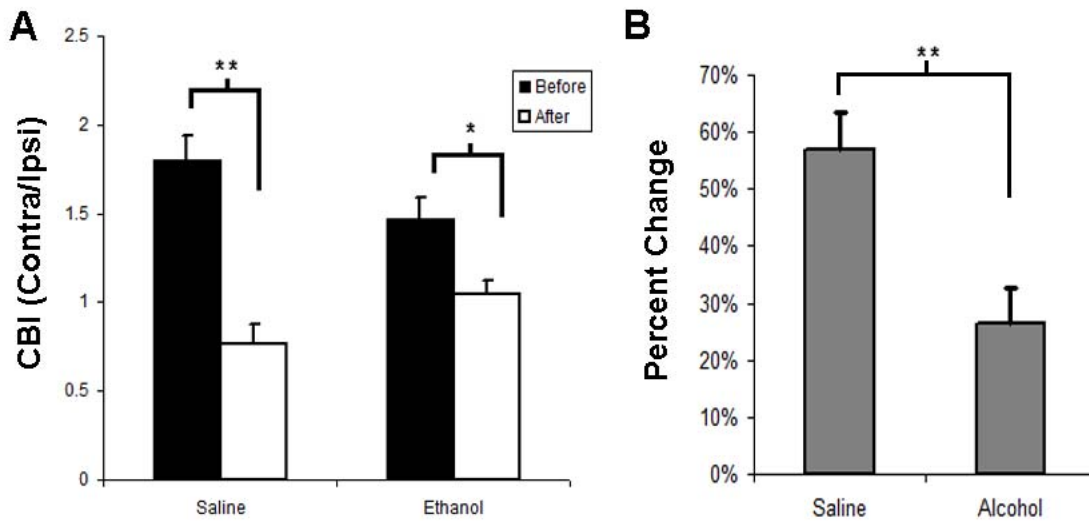 A
CBI (Contra/Ipsi)
2.5
2
1.5
1
0.5
0
**
*
Before
After
Saline
Ethanol
B
Percent Change
70%
60%
50%
40%
30%
20%
10%
0%
**
Saline
Alcohol